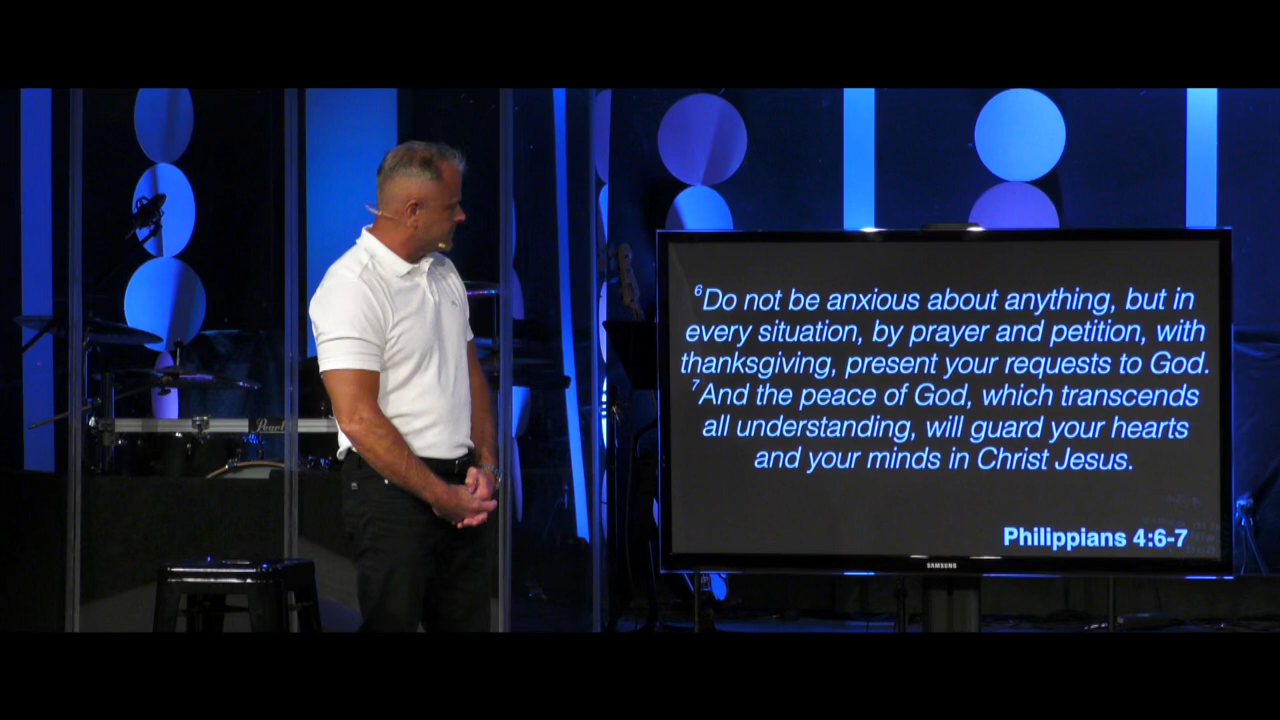 ⁶Do not be anxious about anything, but in
every situation, by prayer and petition, with
thanksgiving, present your requests to God.
⁷And the peace of God, which transcends
all understanding, will guard your hearts
and your minds in Christ Jesus.
Philippians 4:6-7
SAMSUNG
Pearl